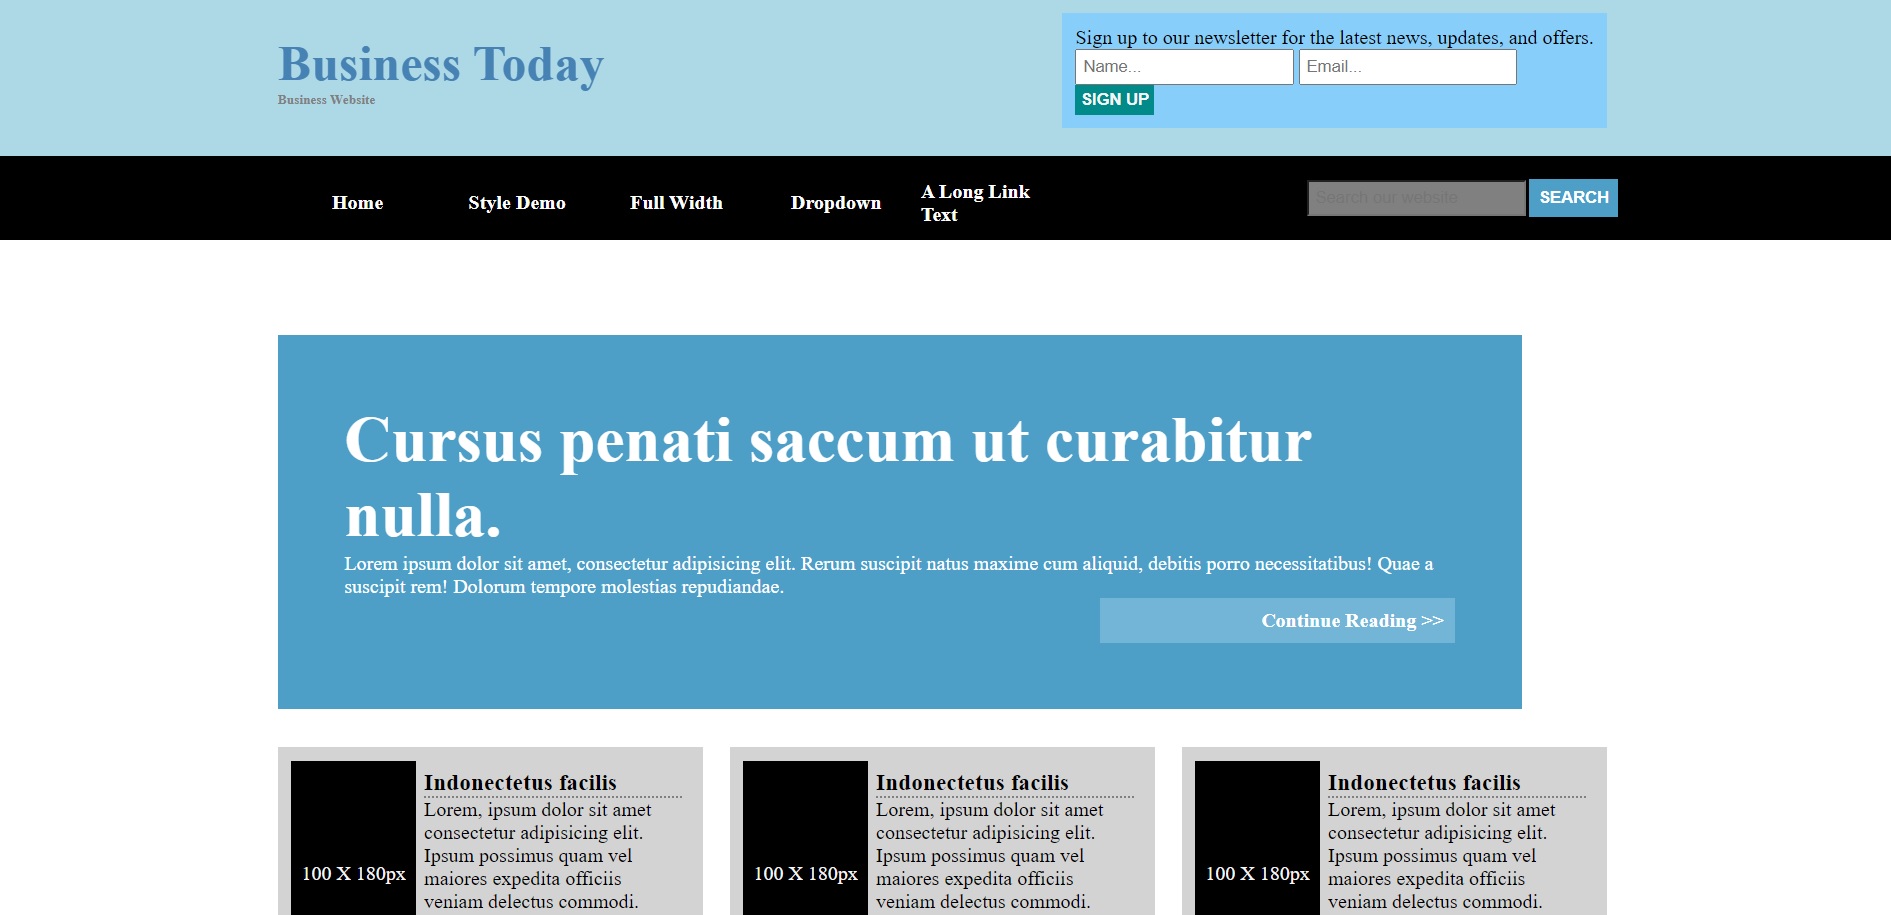 Business Today
Business Website
Sign up to our newsletter for the latest news, updates, and offers.
Name...
Email...
SIGN UP
Home
Style Demo
Full Width
Dropdown
A Long Link
Text
Search our website
SEARCH
Cursus penati saccum ut curabitur
nulla.
Lorem ipsum dolor sit amet, consectetur adipisicing elit. Rerum suscipit natus maxime cum aliquid, debitis porro necessitatibus! Quae a
suscipit rem! Dolorum tempore molestias repudiandae.
Continue Reading >>
100 X 180px
Indonectetus facilis
Lorem, ipsum dolor sit amet
consectetur adipisicing elit.
Ipsum possimus quam vel
maiores expedita officiis
veniam delectus commodi.
100 X 180px
Indonectetus facilis
Lorem, ipsum dolor sit amet
consectetur adipisicing elit.
Ipsum possimus quam vel
maiores expedita officiis
veniam delectus commodi.
100 X 180px
Indonectetus facilis
Lorem, ipsum dolor sit amet
consectetur adipisicing elit.
Ipsum possimus quam vel
maiores expedita officiis
veniam delectus commodi.